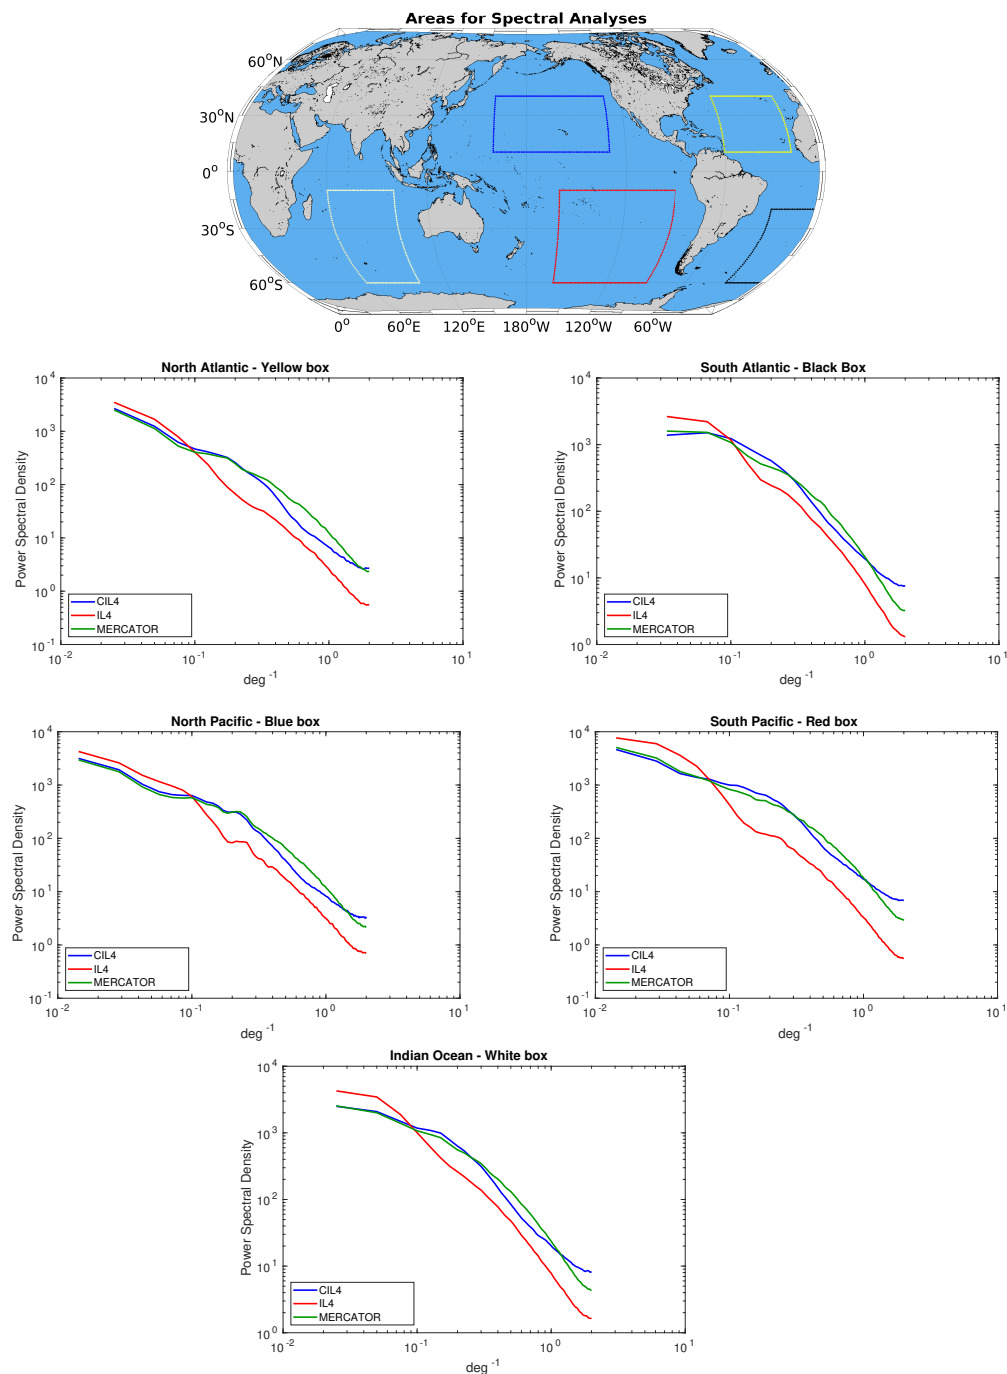 Areas for Spectral Analyses
60°N
30°N
0°
30°S
60°S
0° 60°E 120°E 180°W 120°W 60°W
North Atlantic - Yellow box
Power Spectral Density
10^4
10^3
10^2
10^1
10^0
10^-1
CIL4
IL4
MERCATOR
10^-2 10^-1 10^0 10^1
deg^-1
South Atlantic - Black Box
Power Spectral Density
10^4
10^3
10^2
10^1
10^0
CIL4
IL4
MERCATOR
10^-2 10^-1 10^0 10^1
deg^-1
North Pacific - Blue box
Power Spectral Density
10^4
10^3
10^2
10^1
10^0
10^-1
CIL4
IL4
MERCATOR
10^-2 10^-1 10^0 10^1
deg^-1
South Pacific - Red box
Power Spectral Density
10^4
10^3
10^2
10^1
10^0
10^-1
CIL4
IL4
MERCATOR
10^-2 10^-1 10^0 10^1
deg^-1
Indian Ocean - White box
Power Spectral Density
10^4
10^3
10^2
10^1
10^0
CIL4
IL4
MERCATOR
10^-2 10^-1 10^0 10^1
deg^-1